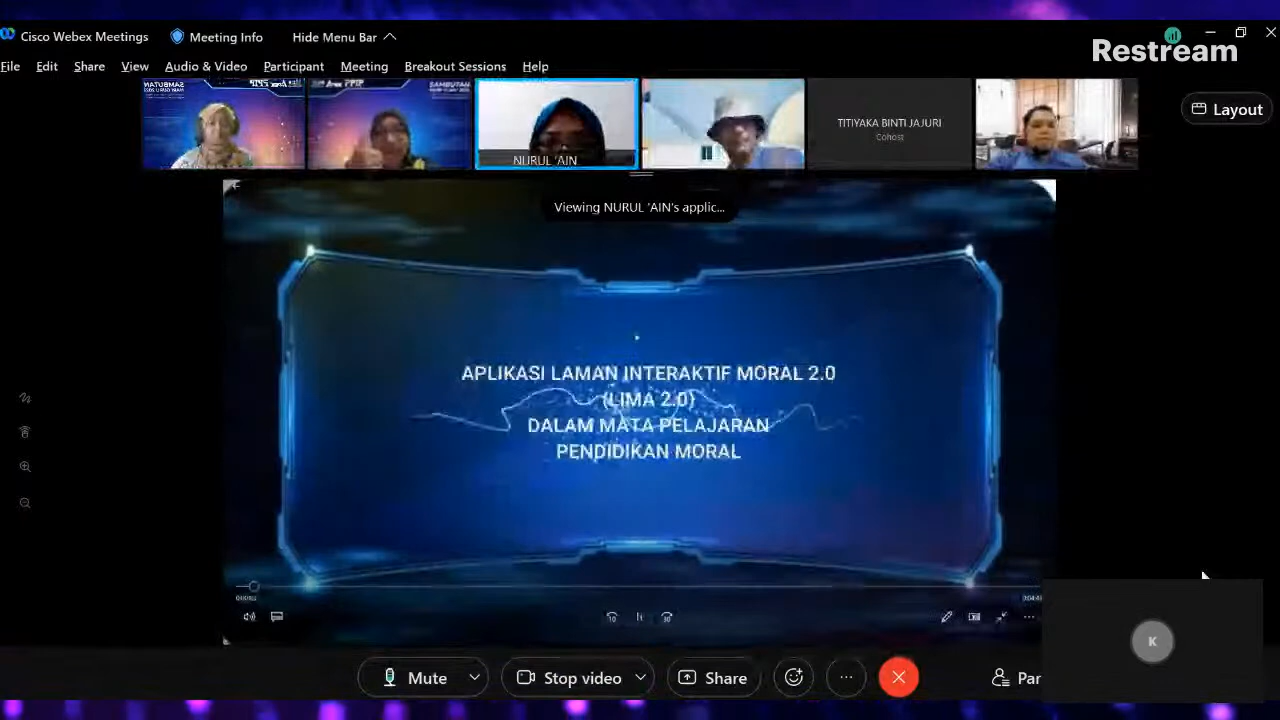 Cisco Webex Meetings
Meeting Info
Hide Menu Bar
Restream
File Edit Share View Audio & Video Participant Meeting Breakout Sessions Help
NURUL 'AIN
TITIYAKA BINTI JAJURI
Cohost
Layout
Viewing NURUL 'AIN's applic...
APLIKASI LAMAN INTERAKTIF MORAL 2.0
(LIMA 2.0)
DALAM MATA PELAJARAN
PENDIDIKAN MORAL
10
30
K
Mute
Stop video
Share
Par